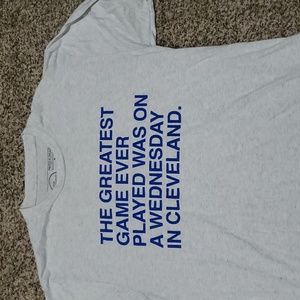 THE GREATEST
GAME EVER
PLAYED WAS ON
A WEDNESDAY
IN CLEVELAND.